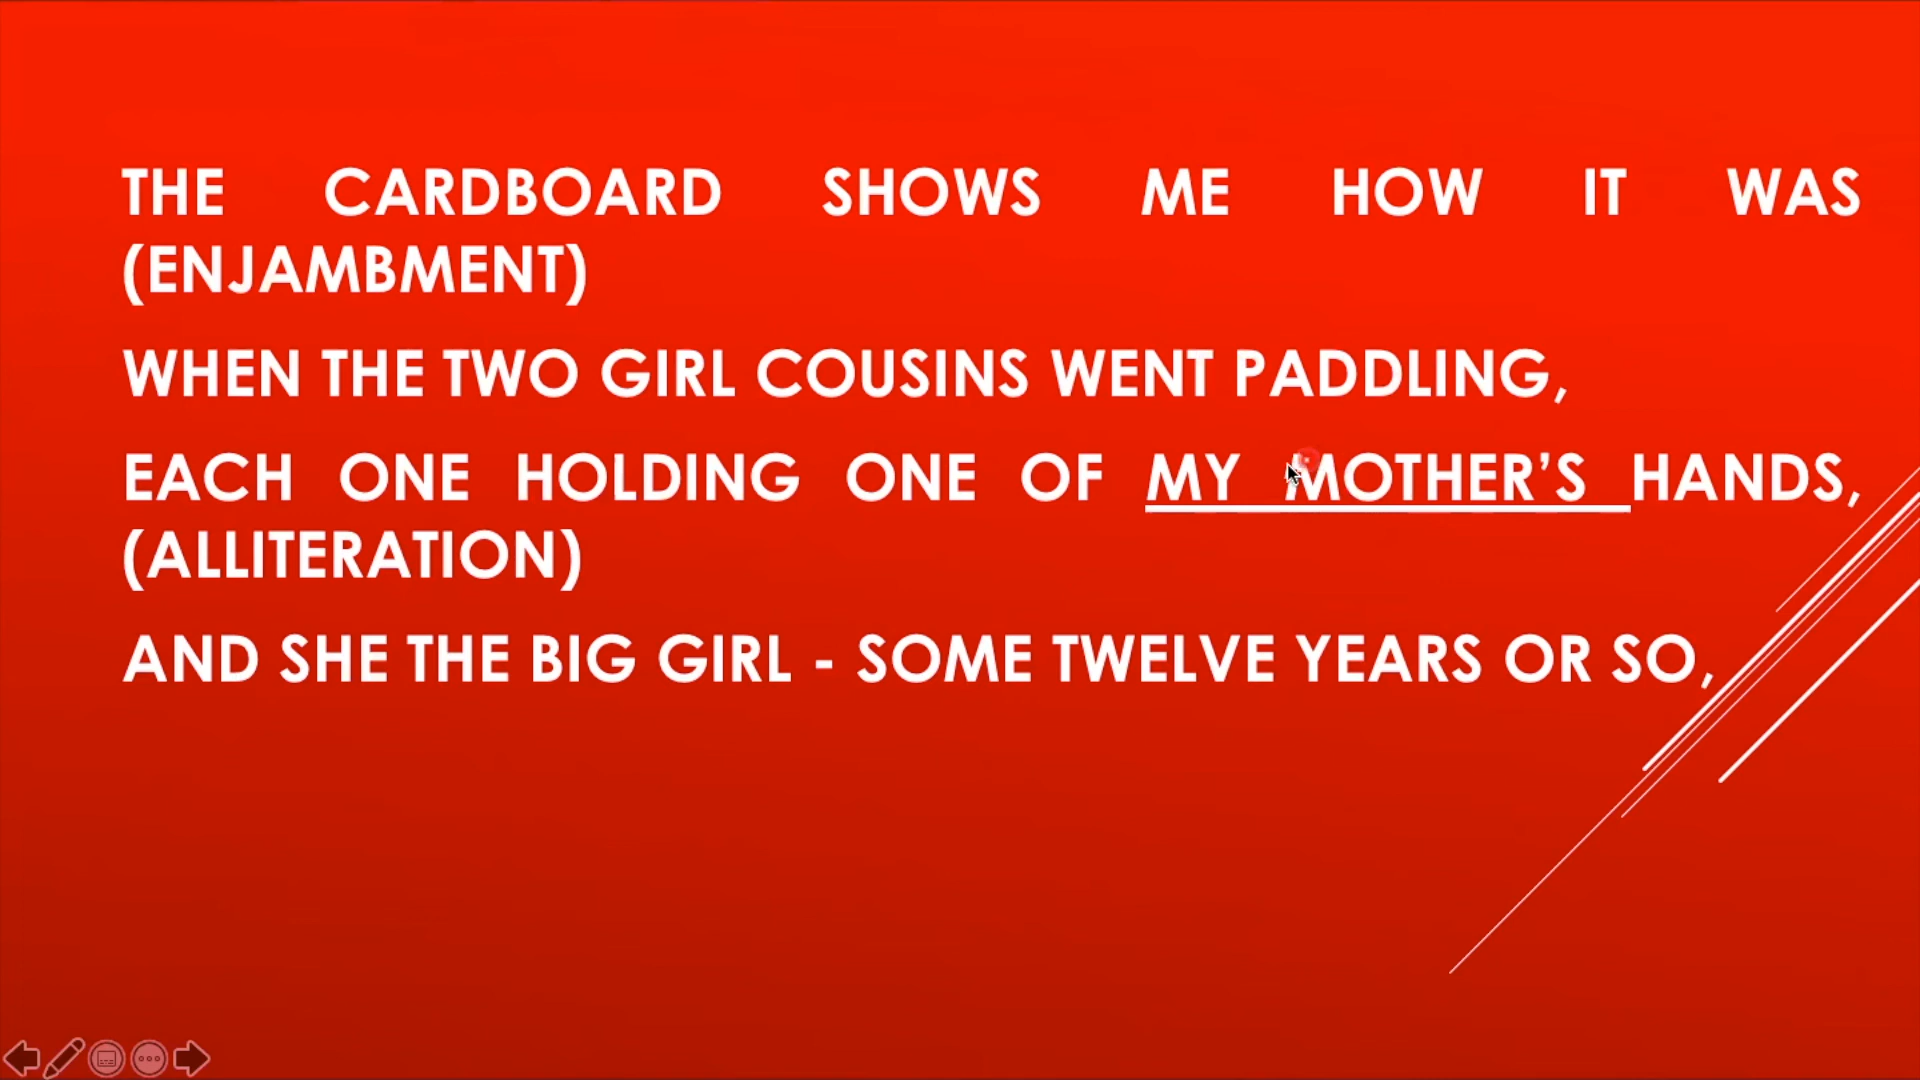 THE CARDBOARD SHOWS ME HOW IT WAS
(ENJAMBMENT)
WHEN THE TWO GIRL COUSINS WENT PADDLING,
EACH ONE HOLDING ONE OF MY MOTHER’S HANDS,
(ALLITERATION)
AND SHE THE BIG GIRL - SOME TWELVE YEARS OR SO,